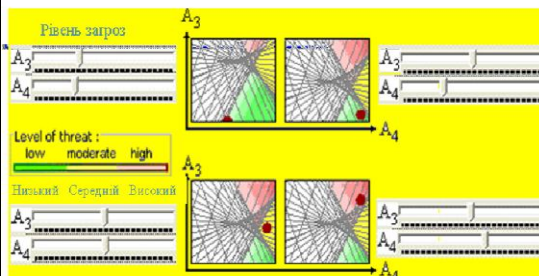 Рівень загроз
A3
A3
A3
A4
A4
A4
Level of threat :
low moderate high
Низький Середній Високий
A3
A3
A3
A4
A4
A4